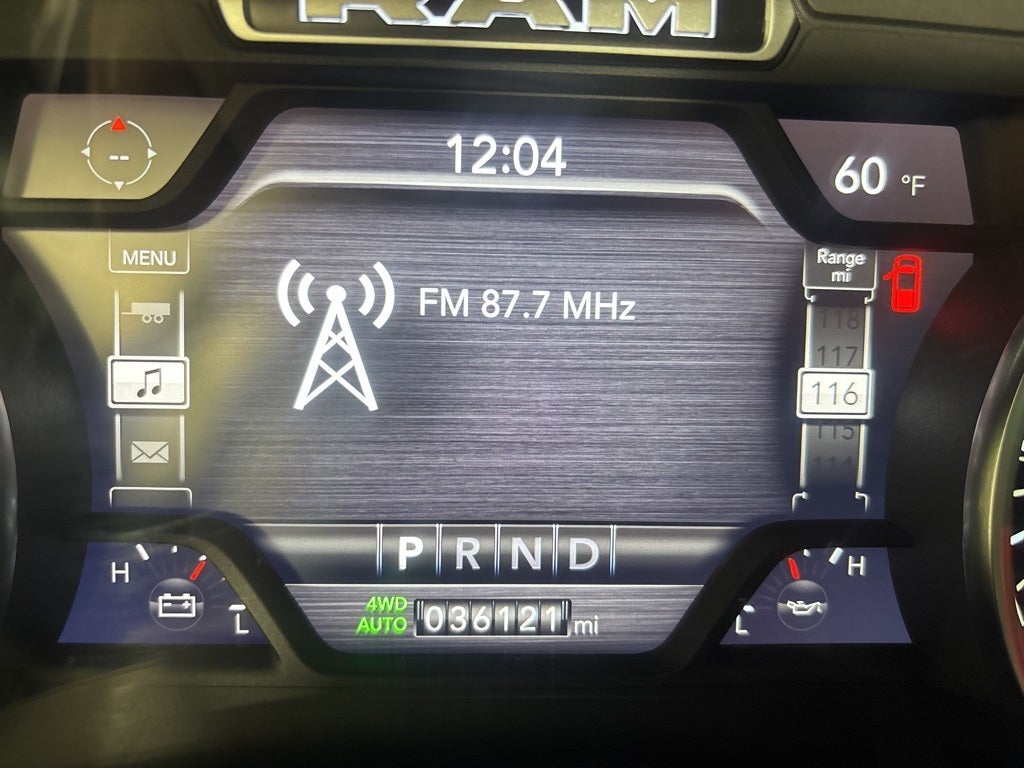 RAM
12:04
--
60 °F
MENU
Range
mi
FM 87.7 MHz
118
117
116
115
114
P R N D
H
L
H
L
4WD
AUTO
036121 mi